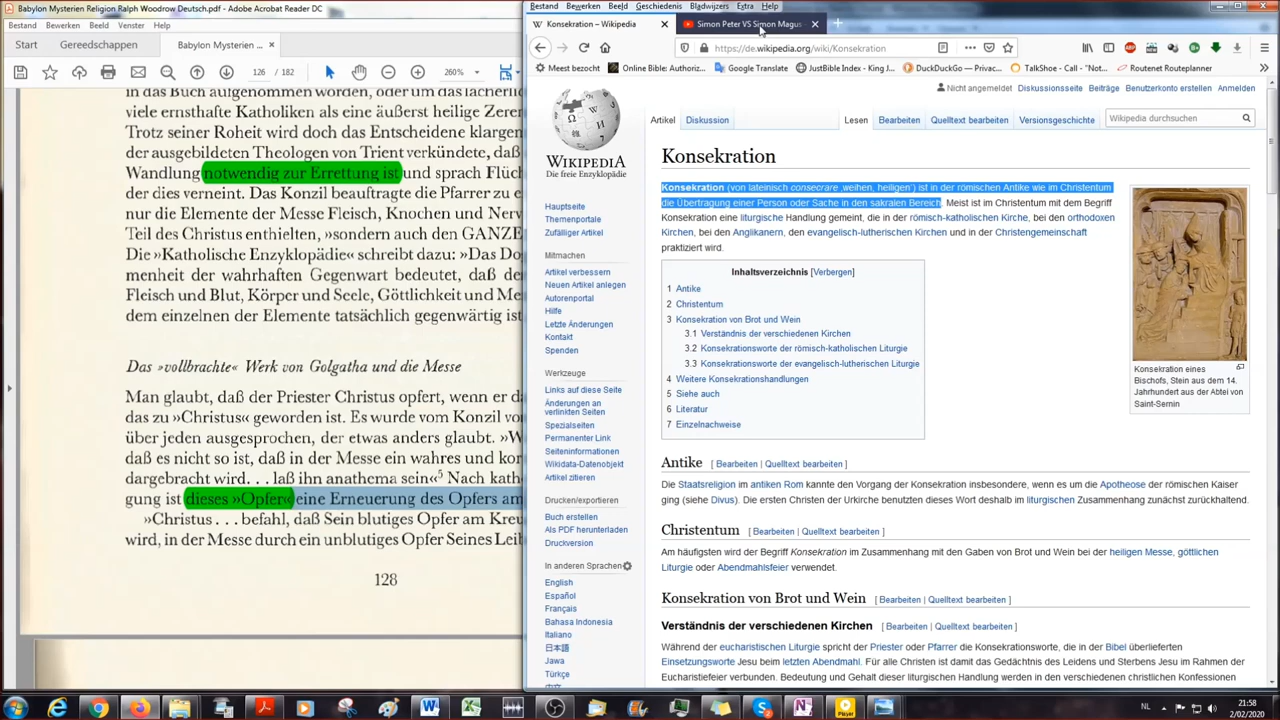 Babylon Mysterien Religion Ralph Woodrow Deutsch.pdf - Adobe Acrobat Reader DC
Bestand Bewerken Beeld Venster Help
Start Gereedschappen Babylon Mysterien ...
126 / 182 260%
in das Buch aufgenommen worden, oder um das lächerlich
viele ernsthafte Katholiken als eine äußerst heilige Zere
Trotz seiner Roheit wird doch das Entscheidende klargem
der ausgebildeten Theologen von Trient verkündete, daß
Wandlung notwendig zur Errettung ist und sprach Flüch
die dies verneint. Das Konzil beauftragte die Pfarrer zu e
nur die Elemente der Messe Fleisch, Knochen und Nerv
Teil des Christus enthielten, »sondern auch den GANZE
Die »Katholische Enzyklopädie« schreibt dazu: »Das Do
menheit der wahrhaften Gegenwart bedeutet, daß de
Fleisch und Blut, Körper und Seele, Göttlichkeit und Me
dem einzelnen der Elemente tatsächlich gegenwärtig ist
Das »vollbrachte« Werk von Golgatha und die Messe
Man glaubt, daß der Priester Christus opfert, wenn er da
das zu »Christus« geworden ist. Es wurde vom Konzil vo
über jeden ausgesprochen, der etwas anders glaubt. »W
daß es nicht so ist, daß in der Messe ein wahres und kor
dargebracht wird. . . laß ihn anathema sein«⁵ Nach kath
gung ist dieses »Opfer« eine Erneuerung des Opfers am
»Christus . . . befahl, daß Sein blutiges Opfer am Kreu
wird, in der Messe durch ein unblutiges Opfer Seines Leib
128
Bestand Bewerken Beeld Geschiedenis Bladwijzers Extra Help
Konsekration – Wikipedia Simon Peter VS Simon Magus -
https://de.wikipedia.org/wiki/Konsekration
Meest bezocht Online Bible: Authoriz... Google Translate JustBible Index - King J... DuckDuckGo — Privac... TalkShoe - Call - "Not... Routenet Routeplanner
Nicht angemeldet Diskussionsseite Beiträge Benutzerkonto erstellen Anmelden
Artikel Diskussion Lesen Bearbeiten Quelltext bearbeiten Versionsgeschichte Wikipedia durchsuchen
WIKIPEDIA
Die freie Enzyklopädie
Hauptseite
Themenportale
Zufälliger Artikel
Mitmachen
Artikel verbessern
Neuen Artikel anlegen
Autorenportal
Hilfe
Letzte Änderungen
Kontakt
Spenden
Werkzeuge
Links auf diese Seite
Änderungen an
verlinkten Seiten
Spezialseiten
Permanenter Link
Seiteninformationen
Wikidata-Datenobjekt
Artikel zitieren
Drucken/exportieren
Buch erstellen
Als PDF herunterladen
Druckversion
In anderen Sprachen
English
Español
Français
Bahasa Indonesia
Italiano
日本語
Jawa
Türkçe
中文
Konsekration
Konsekration (von lateinisch consecrare ‚weihen, heiligen‘) ist in der römischen Antike wie im Christentum
die Übertragung einer Person oder Sache in den sakralen Bereich. Meist ist im Christentum mit dem Begriff
Konsekration eine liturgische Handlung gemeint, die in der römisch-katholischen Kirche, bei den orthodoxen
Kirchen, bei den Anglikanern, den evangelisch-lutherischen Kirchen und in der Christengemeinschaft
praktiziert wird.
Inhaltsverzeichnis [Verbergen]
1 Antike
2 Christentum
3 Konsekration von Brot und Wein
3.1 Verständnis der verschiedenen Kirchen
3.2 Konsekrationsworte der römisch-katholischen Liturgie
3.3 Konsekrationsworte der evangelisch-lutherischen Liturgie
4 Weitere Konsekrationshandlungen
5 Siehe auch
6 Literatur
7 Einzelnachweise
Konsekration eines
Bischofs, Stein aus dem 14.
Jahrhundert aus der Abtei von
Saint-Sernin
Antike [ Bearbeiten | Quelltext bearbeiten ]
Die Staatsreligion im antiken Rom kannte den Vorgang der Konsekration insbesondere, wenn es um die Apotheose der römischen Kaiser
ging (siehe Divus). Die ersten Christen der Urkirche benutzten dieses Wort deshalb im liturgischen Zusammenhang zunächst zurückhaltend.
Christentum [ Bearbeiten | Quelltext bearbeiten ]
Am häufigsten wird der Begriff Konsekration im Zusammenhang mit den Gaben von Brot und Wein bei der heiligen Messe, göttlichen
Liturgie oder Abendmahlsfeier verwendet.
Konsekration von Brot und Wein [ Bearbeiten | Quelltext bearbeiten ]
Verständnis der verschiedenen Kirchen [ Bearbeiten | Quelltext bearbeiten ]
Während der eucharistischen Liturgie spricht der Priester oder Pfarrer die Konsekrationsworte, die in der Bibel überlieferten
Einsetzungsworte Jesu beim letzten Abendmahl. Für alle Christen ist damit das Gedächtnis des Leidens und Sterbens Jesu im Rahmen der
Eucharistiefeier verbunden. Bedeutung und Gehalt dieser liturgischen Handlung werden in den verschiedenen christlichen Konfessionen
NL
21:58
2/02/2020